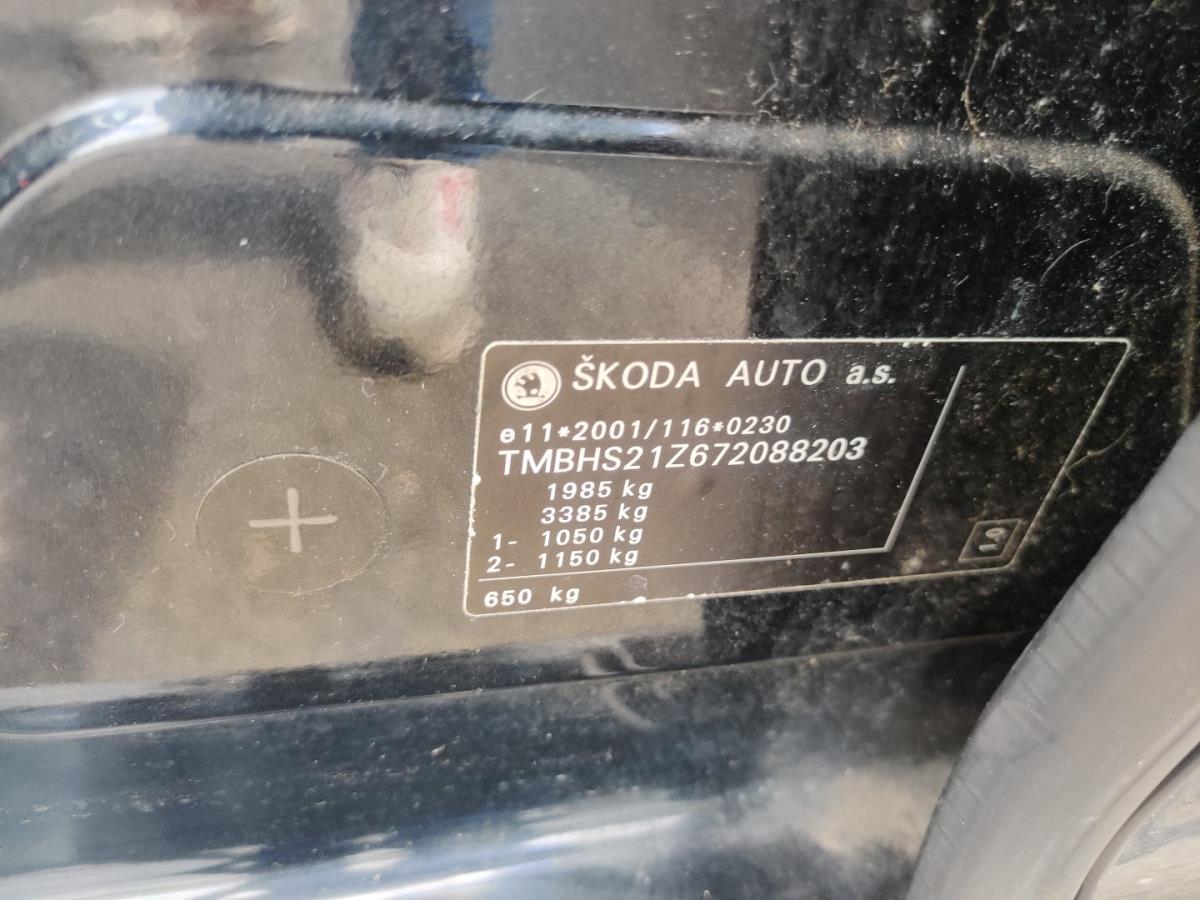 ŠKODA AUTO a.s.
e11*2001/116*0230
TMBHS21Z672088203
1985 kg
3385 kg
1- 1050 kg
2- 1150 kg
650 kg